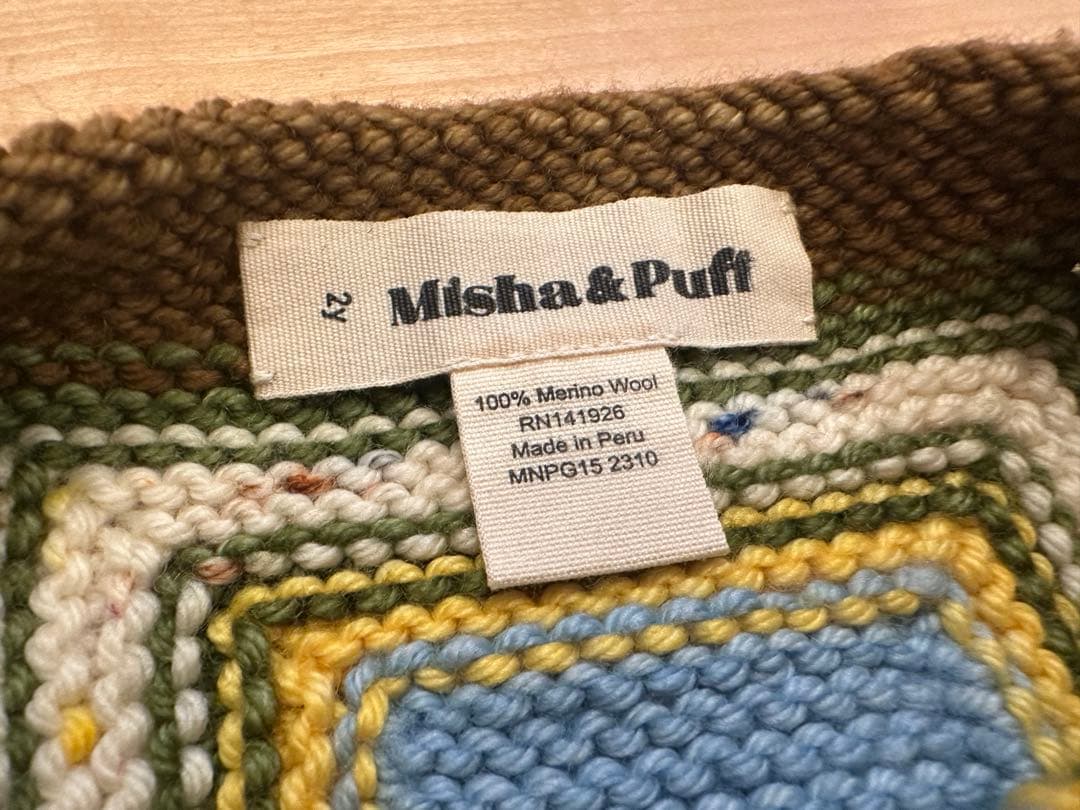 2y
Misha&Puff
100% Merino Wool
RN141926
Made in Peru
MNPG15 2310